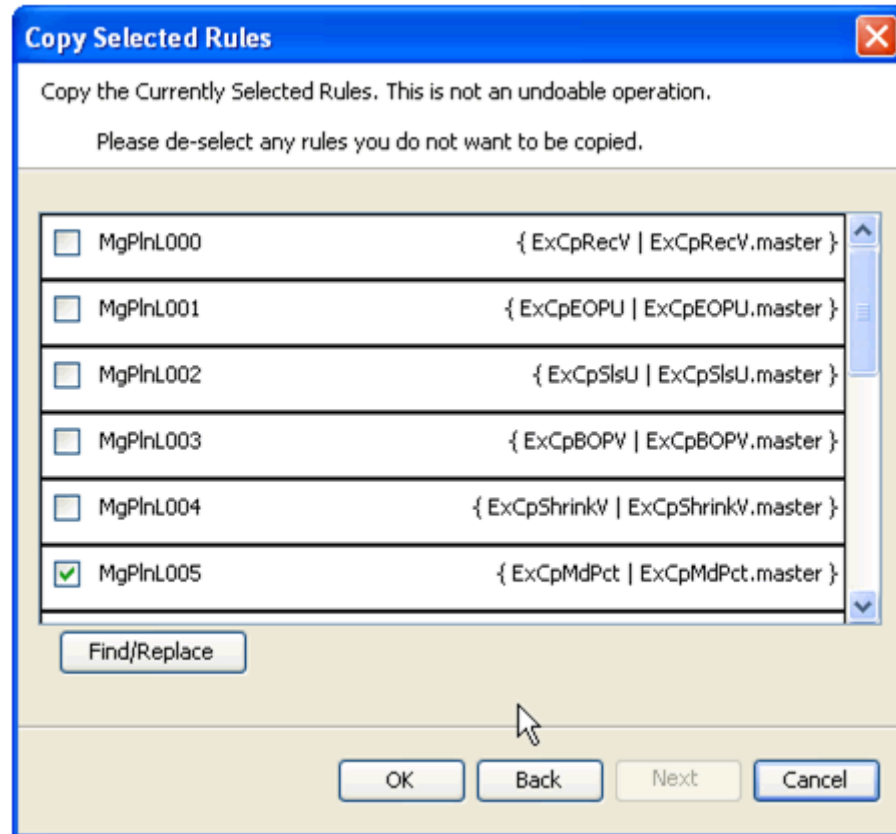 Copy Selected Rules
Copy the Currently Selected Rules. This is not an undoable operation.
Please de-select any rules you do not want to be copied.
MgPlnL000 { ExCpRecV | ExCpRecV.master }
MgPlnL001 { ExCpEOPU | ExCpEOPU.master }
MgPlnL002 { ExCpSlsU | ExCpSlsU.master }
MgPlnL003 { ExCpBOPV | ExCpBOPV.master }
MgPlnL004 { ExCpShrinkV | ExCpShrinkV.master }
MgPlnL005 { ExCpMdPct | ExCpMdPct.master }
Find/Replace
OK Back Next Cancel